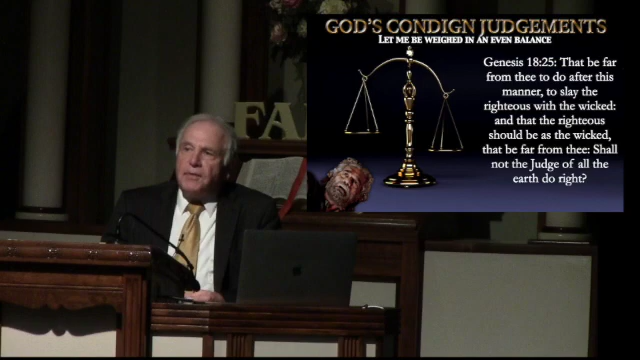 GOD'S CONDIGN JUDGEMENTS
LET ME BE WEIGHED IN AN EVEN BALANCE
Genesis 18:25: That be far
from thee to do after this
manner, to slay the
righteous with the wicked:
and that the righteous
should be as the wicked,
that be far from thee: Shall
not the Judge of all the
earth do right?
FA